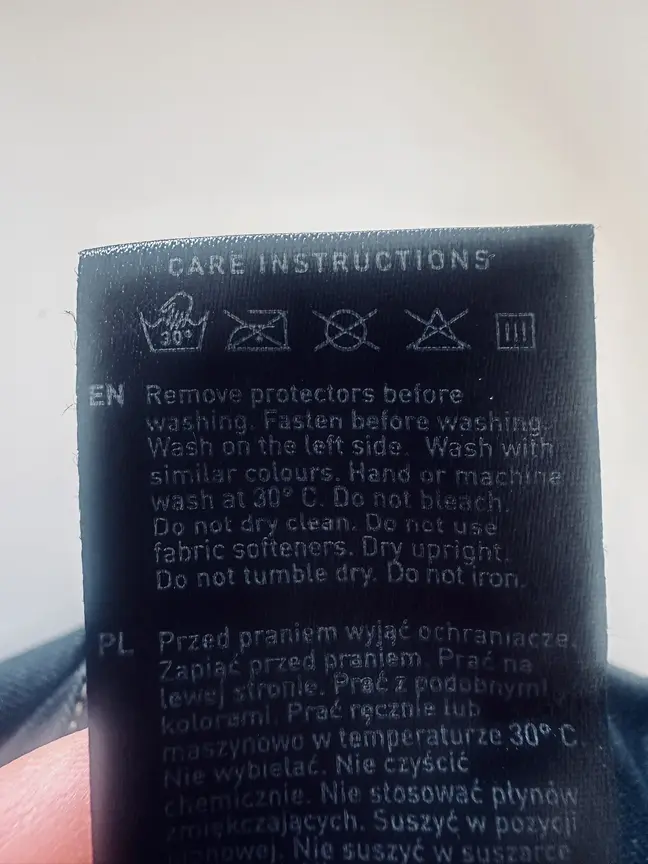 CARE INSTRUCTIONS
30°
EN Remove protectors before
washing. Fasten before washing.
Wash on the left side. Wash with
similar colours. Hand or machine
wash at 30° C. Do not bleach.
Do not dry clean. Do not use
fabric softeners. Dry upright.
Do not tumble dry. Do not iron.
PL Przed praniem wyjąć ochraniacze.
Zapiąć przed praniem. Prać na
lewej stronie. Prać z podobnymi
kolorami. Prać ręcznie lub
maszynowo w temperaturze 30° C.
Nie wybielać. Nie czyścić
chemicznie. Nie stosować płynów
zmiękczających. Suszyć w pozycji
pionowej. Nie suszyć w suszarce